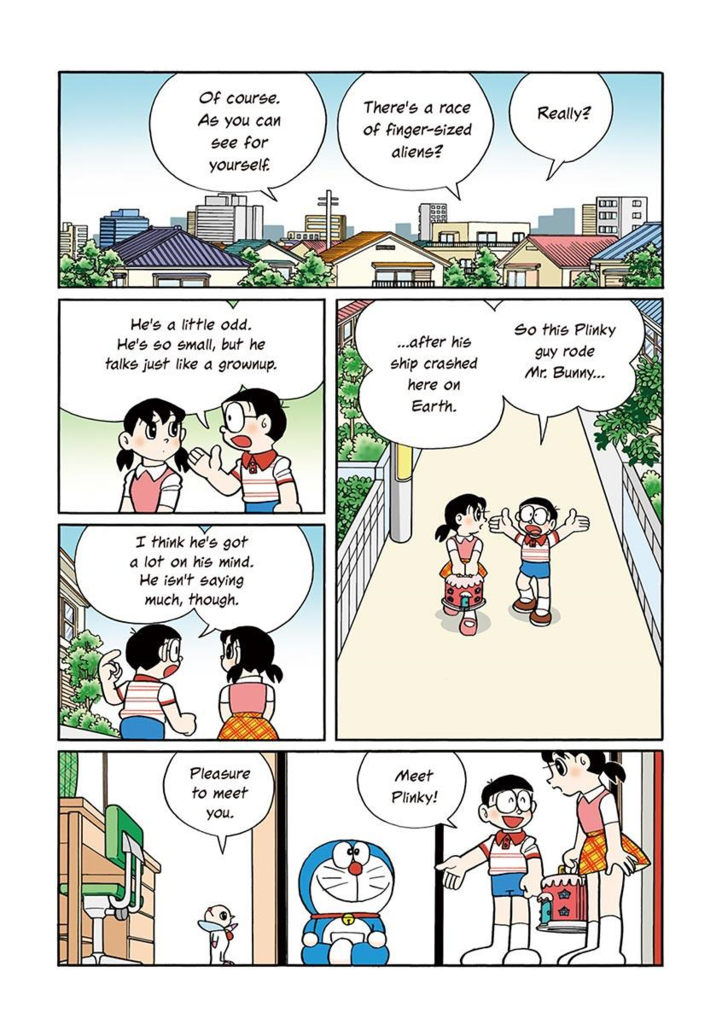 Really?
There's a race
of finger-sized
aliens?
Of course.
As you can
see for
yourself.
So this Plinky
guy rode
Mr. Bunny...
...after his
ship crashed
here on
Earth.
He's a little odd.
He's so small, but he
talks just like a grownup.
I think he's got
a lot on his mind.
He isn't saying
much, though.
Meet
Plinky!
Pleasure
to meet
you.